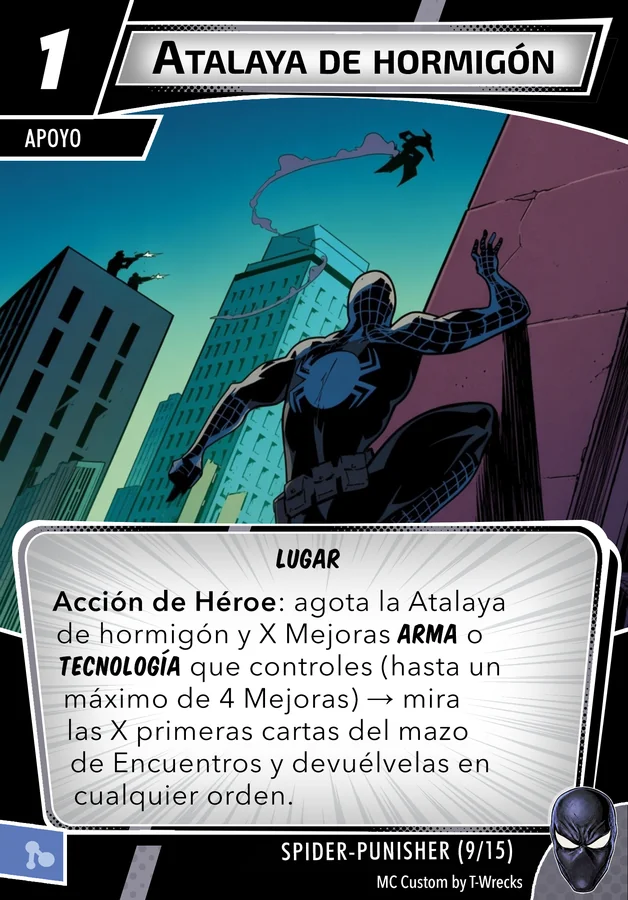 1
ATALAYA DE HORMIGÓN
APOYO
LUGAR
Acción de Héroe: agota la Atalaya
de hormigón y X Mejoras ARMA o
TECNOLOGÍA que controles (hasta un
máximo de 4 Mejoras) → mira
las X primeras cartas del mazo
de Encuentros y devuélvelas en
cualquier orden.
SPIDER-PUNISHER (9/15)
MC Custom by T-Wrecks